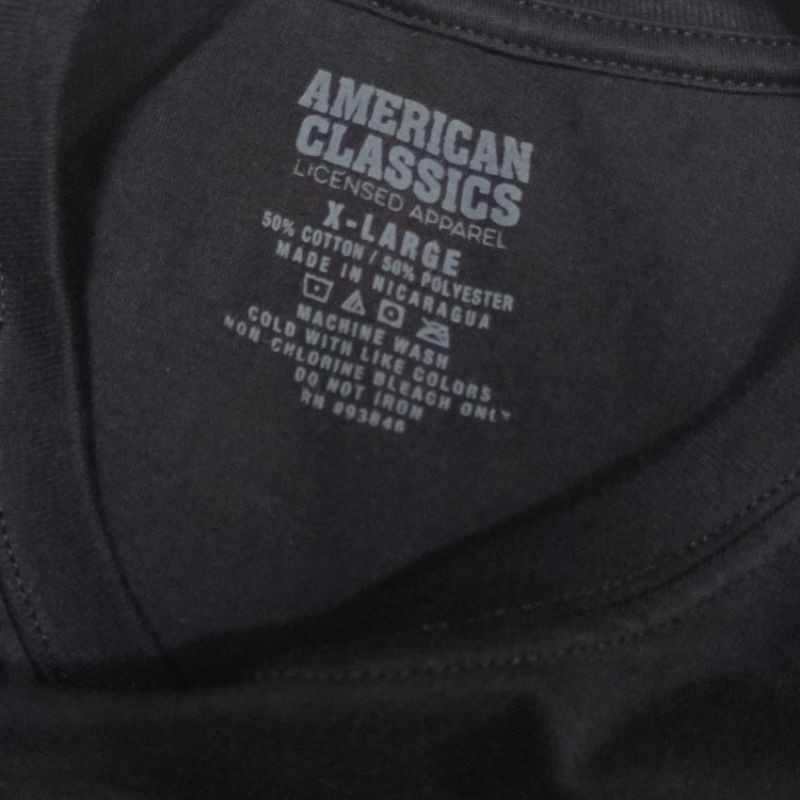 AMERICAN
CLASSICS
LICENSED APPAREL
X-LARGE
50% COTTON / 50% POLYESTER
MADE IN NICARAGUA
MACHINE WASH
COLD WITH LIKE COLORS
NON-CHLORINE BLEACH ONLY
DO NOT IRON
RN #93846